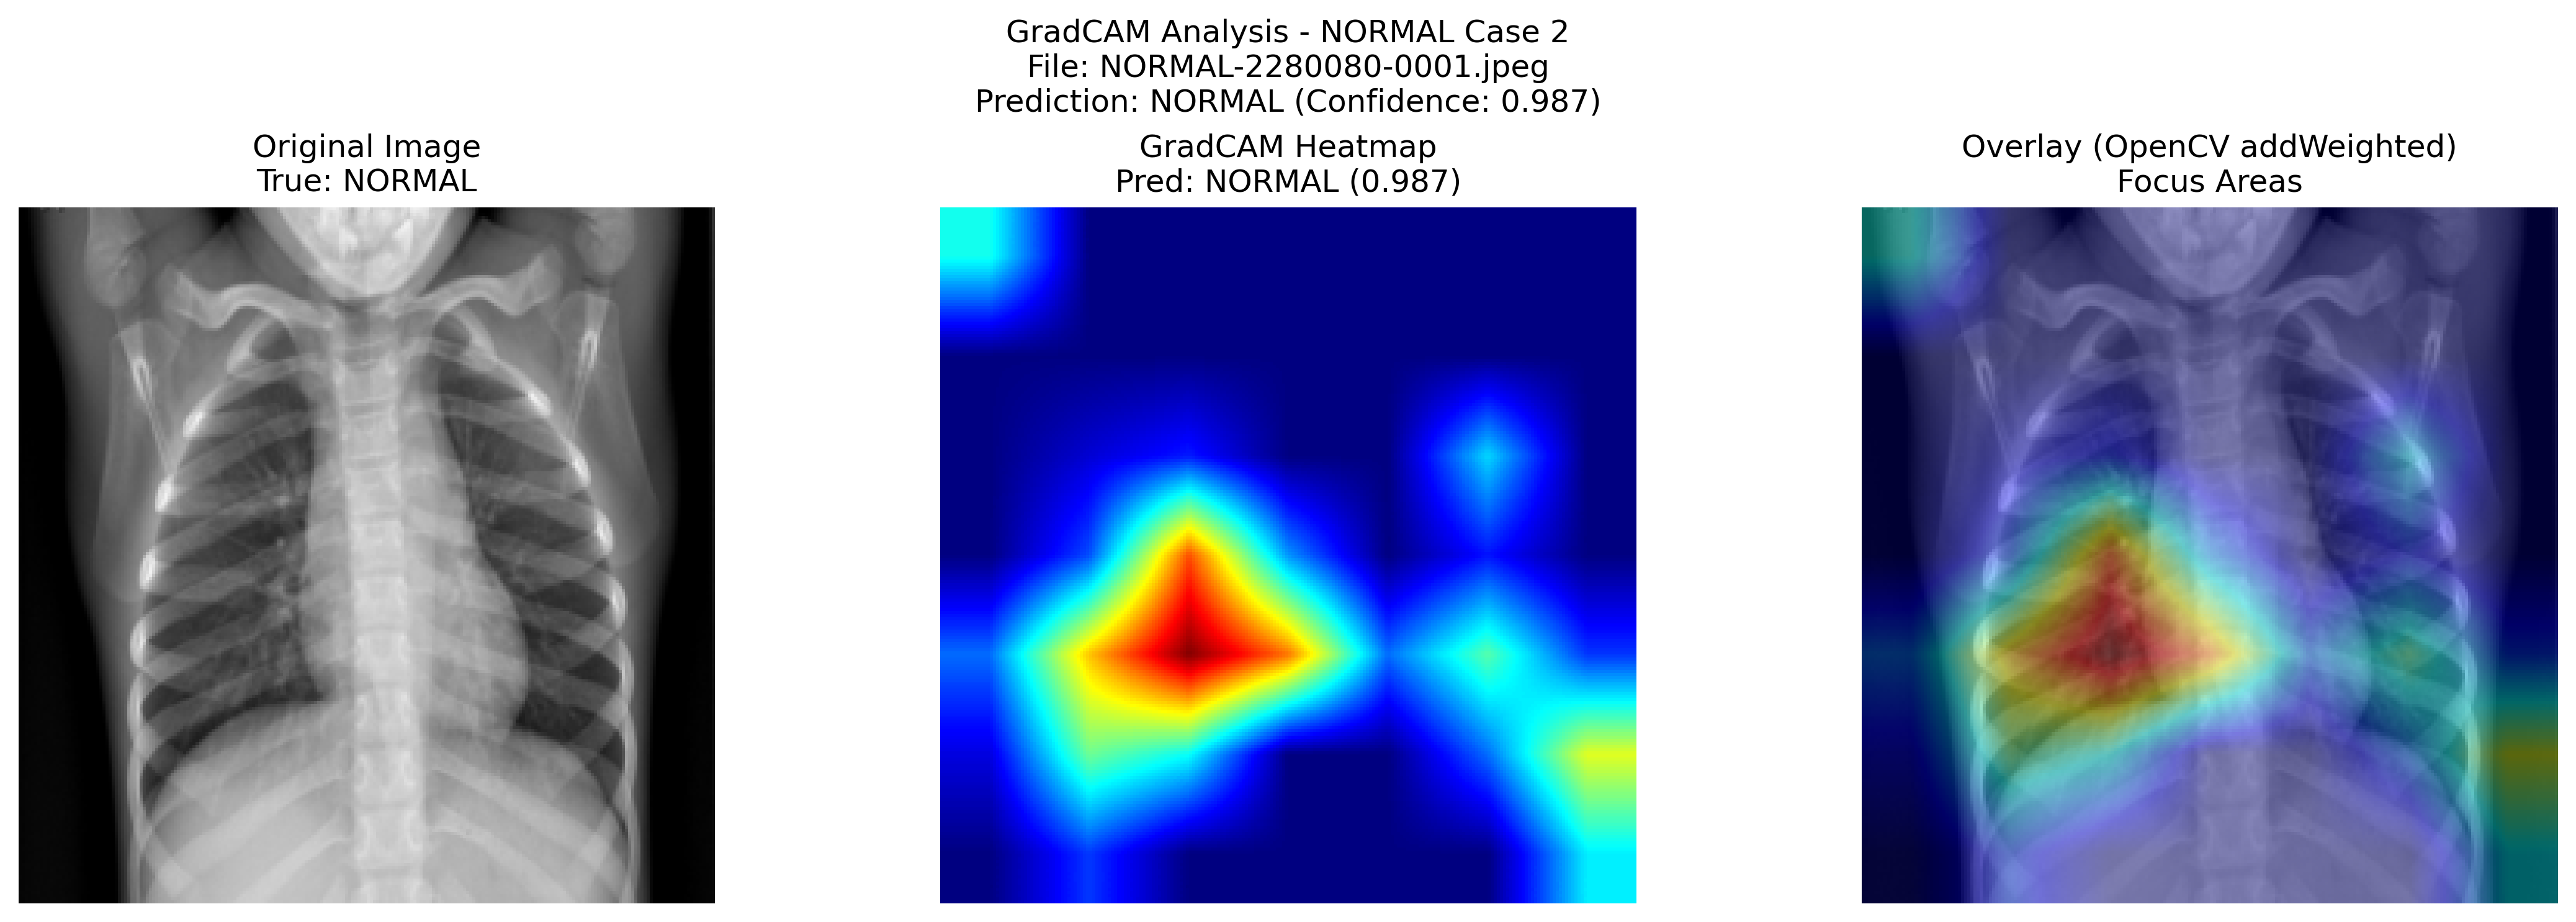 GradCAM Analysis - NORMAL Case 2
File: NORMAL-2280080-0001.jpeg
Prediction: NORMAL (Confidence: 0.987)
Original Image
True: NORMAL
GradCAM Heatmap
Pred: NORMAL (0.987)
Overlay (OpenCV addWeighted)
Focus Areas